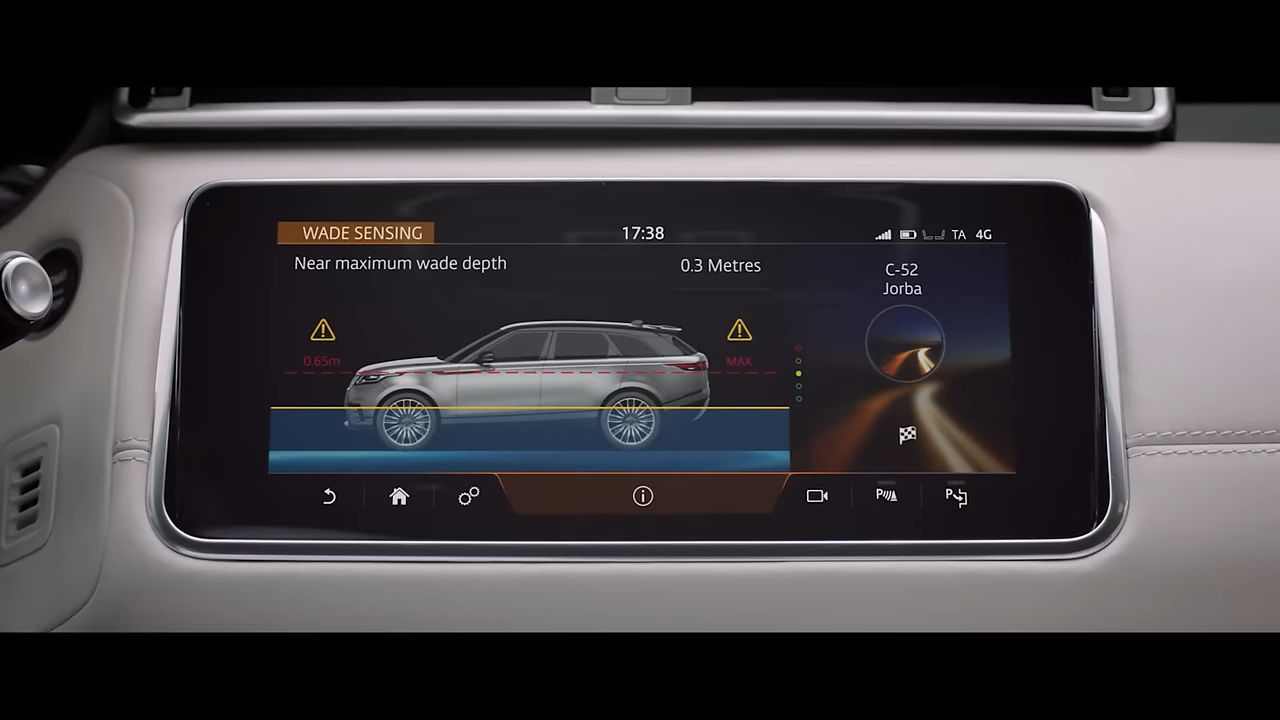 WADE SENSING
17:38
TA 4G
Near maximum wade depth
0.3 Metres
C-52
Jorba
0.65m
MAX
P
P